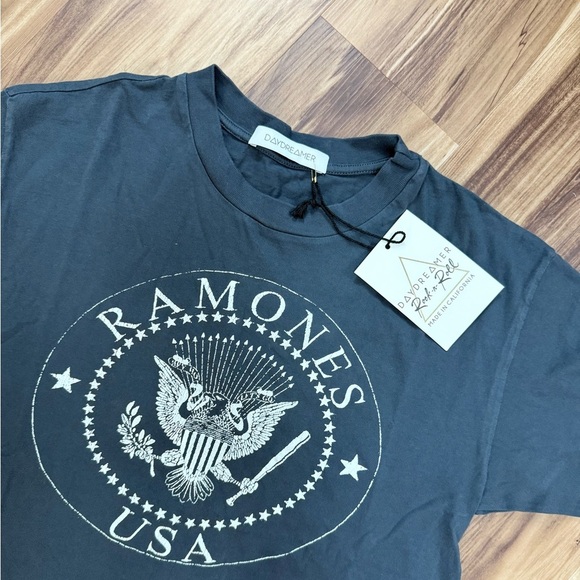 DAYDREAMER
DAYDREAMER
Rock-n-Roll
MADE IN CALIFORNIA
RAMONES
USA